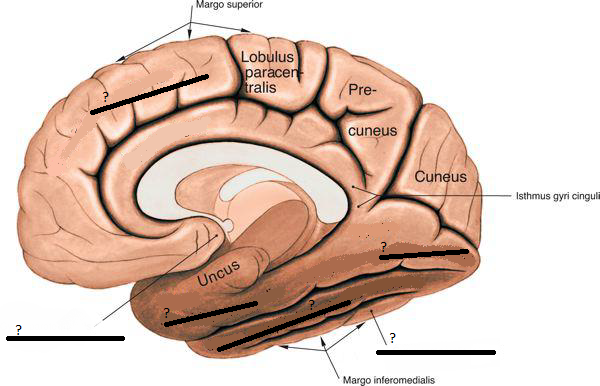 Margo superior
Lobulus
paracen-
tralis
Pre-
cuneus
?
Cuneus
Isthmus gyri cinguli
?
Uncus
?
?
?
?
Margo inferomedialis